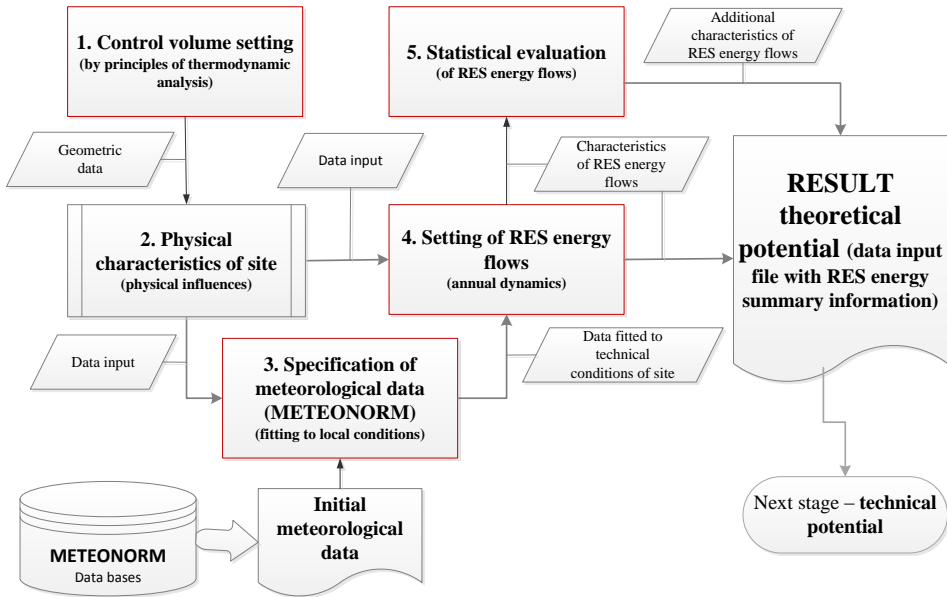 1. Control volume setting
(by principles of thermodynamic
analysis)
5. Statistical evaluation
(of RES energy flows)
Additional
characteristics of
RES energy flows
Geometric
data
Data input
Characteristics
of RES energy
flows
2. Physical
characteristics of site
(physical influences)
4. Setting of RES energy
flows
(annual dynamics)
RESULT
theoretical
potential (data input
file with RES energy
summary information)
Data input
3. Specification of
meteorological data
(METEONORM)
(fitting to local conditions)
Data fitted to
technical
conditions of site
METEONORM
Data bases
Initial
meteorological
data
Next stage – technical
potential